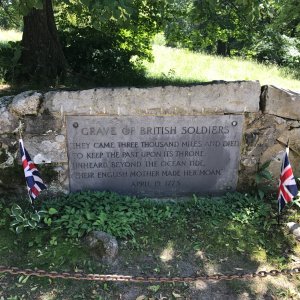 GRAVE OF BRITISH SOLDIERS
THEY CAME THREE THOUSAND MILES AND DIED
TO KEEP THE PAST UPON ITS THRONE
UNHEARD BEYOND THE OCEAN TIDE
THEIR ENGLISH MOTHER MADE HER MOAN
APRIL 19 1775